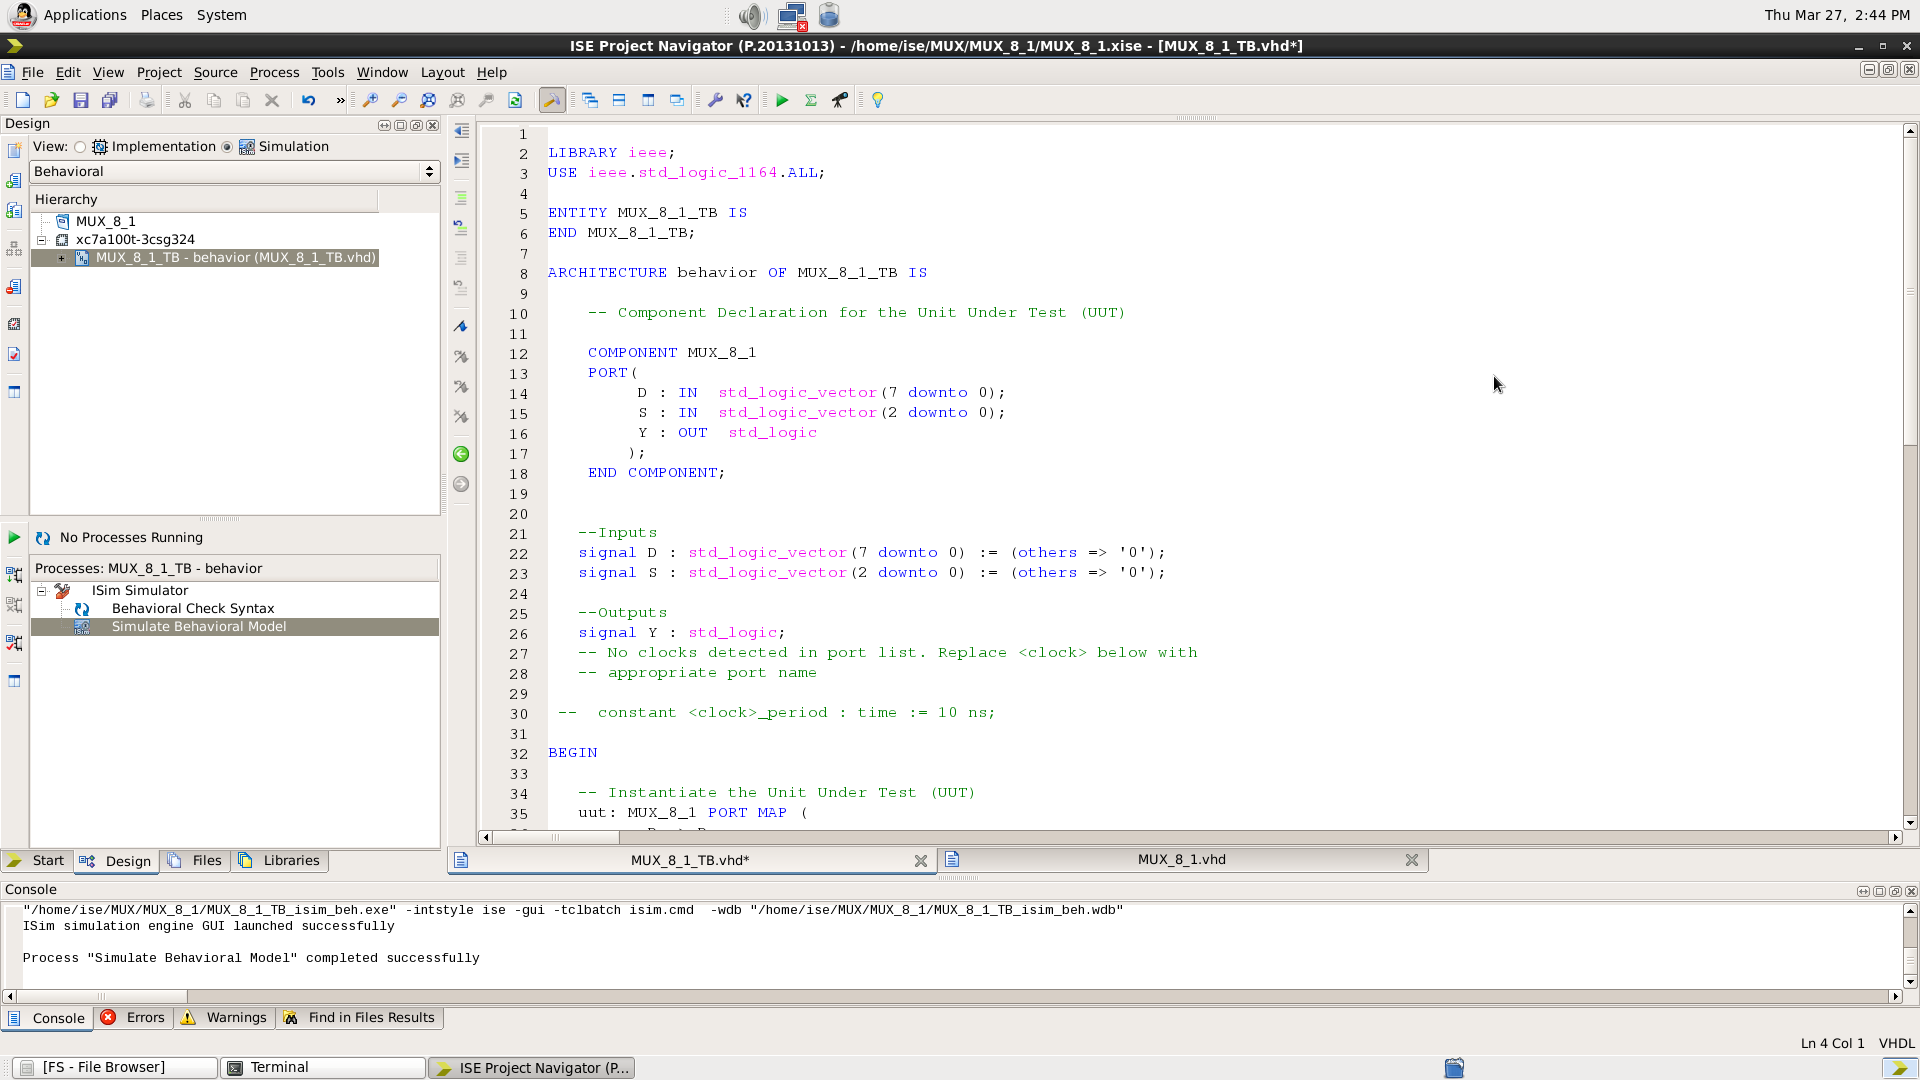 Applications Places System
Thu Mar 27, 2:44 PM
ISE Project Navigator (P.20131013) - /home/ise/MUX/MUX_8_1/MUX_8_1.xise - [MUX_8_1_TB.vhd*]
File Edit View Project Source Process Tools Window Layout Help
Design
View: Implementation Simulation
Behavioral
Hierarchy
MUX_8_1
xc7a100t-3csg324
MUX_8_1_TB - behavior (MUX_8_1_TB.vhd)
No Processes Running
Processes: MUX_8_1_TB - behavior
ISim Simulator
Behavioral Check Syntax
Simulate Behavioral Model
Start Design Files Libraries
1
2 LIBRARY ieee;
3 USE ieee.std_logic_1164.ALL;
4
5 ENTITY MUX_8_1_TB IS
6 END MUX_8_1_TB;
7
8 ARCHITECTURE behavior OF MUX_8_1_TB IS
9
10 -- Component Declaration for the Unit Under Test (UUT)
11
12 COMPONENT MUX_8_1
13 PORT(
14 D : IN std_logic_vector(7 downto 0);
15 S : IN std_logic_vector(2 downto 0);
16 Y : OUT std_logic
17 );
18 END COMPONENT;
19
20
21 --Inputs
22 signal D : std_logic_vector(7 downto 0) := (others => '0');
23 signal S : std_logic_vector(2 downto 0) := (others => '0');
24
25 --Outputs
26 signal Y : std_logic;
27 -- No clocks detected in port list. Replace <clock> below with
28 -- appropriate port name
29
30 -- constant <clock>_period : time := 10 ns;
31
32 BEGIN
33
34 -- Instantiate the Unit Under Test (UUT)
35 uut: MUX_8_1 PORT MAP (
MUX_8_1_TB.vhd* MUX_8_1.vhd
Console
"/home/ise/MUX/MUX_8_1/MUX_8_1_TB_isim_beh.exe" -intstyle ise -gui -tclbatch isim.cmd -wdb "/home/ise/MUX/MUX_8_1/MUX_8_1_TB_isim_beh.wdb"
ISim simulation engine GUI launched successfully
Process "Simulate Behavioral Model" completed successfully
Console Errors Warnings Find in Files Results
Ln 4 Col 1 VHDL
[FS - File Browser] Terminal ISE Project Navigator (P...